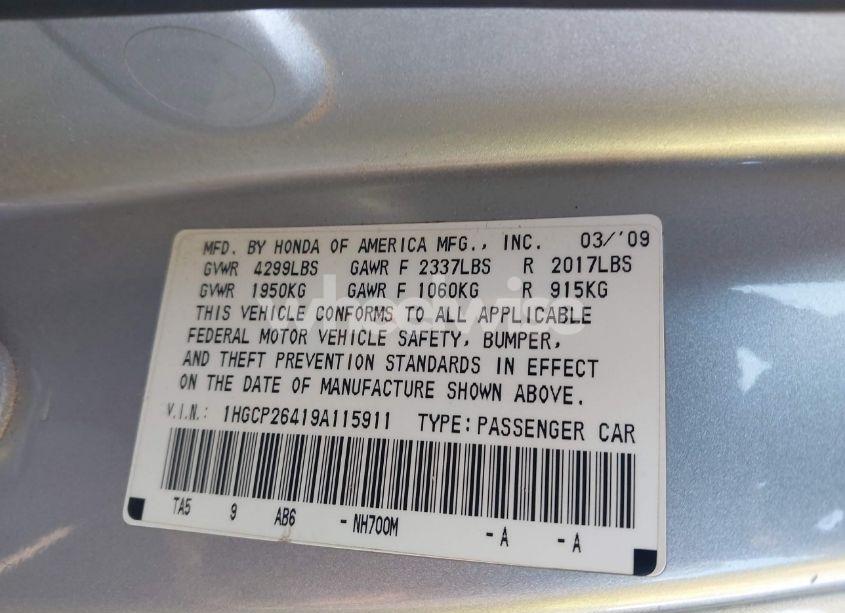 MFD. BY HONDA OF AMERICA MFG., INC. 03/'09
GVWR 4299LBS GAWR F 2337LBS R 2017LBS
GVWR 1950KG GAWR F 1060KG R 915KG
THIS VEHICLE CONFORMS TO ALL APPLICABLE
FEDERAL MOTOR VEHICLE SAFETY, BUMPER,
AND THEFT PREVENTION STANDARDS IN EFFECT
ON THE DATE OF MANUFACTURE SHOWN ABOVE.
V.I.N.: 1HGCP26419A115911 TYPE: PASSENGER CAR
TA5 9 AB6 - NH700M - A - A